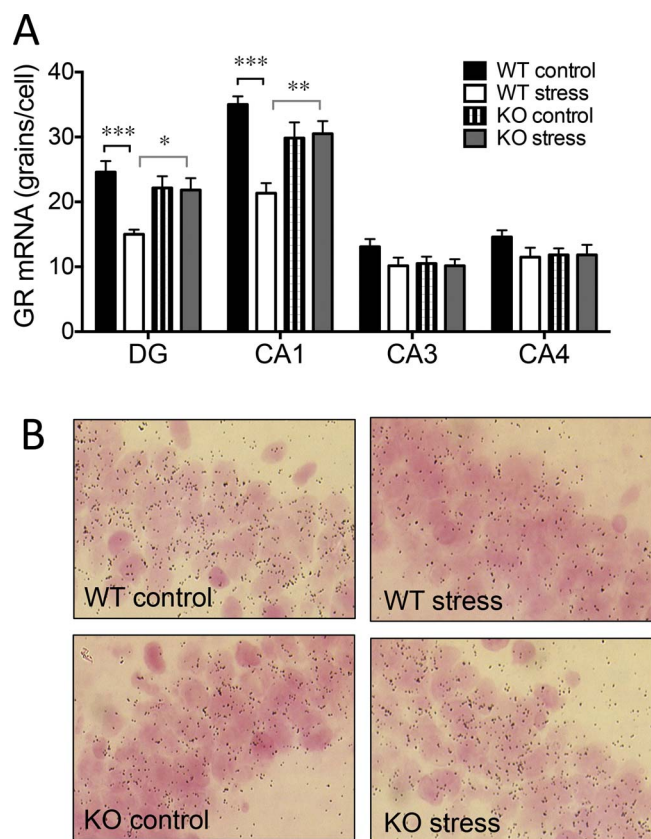 A
GR mRNA (grains/cell)
40
30
20
10
0
***
*
***
**
WT control
WT stress
KO control
KO stress
DG
CA1
CA3
CA4
B
WT control
WT stress
KO control
KO stress